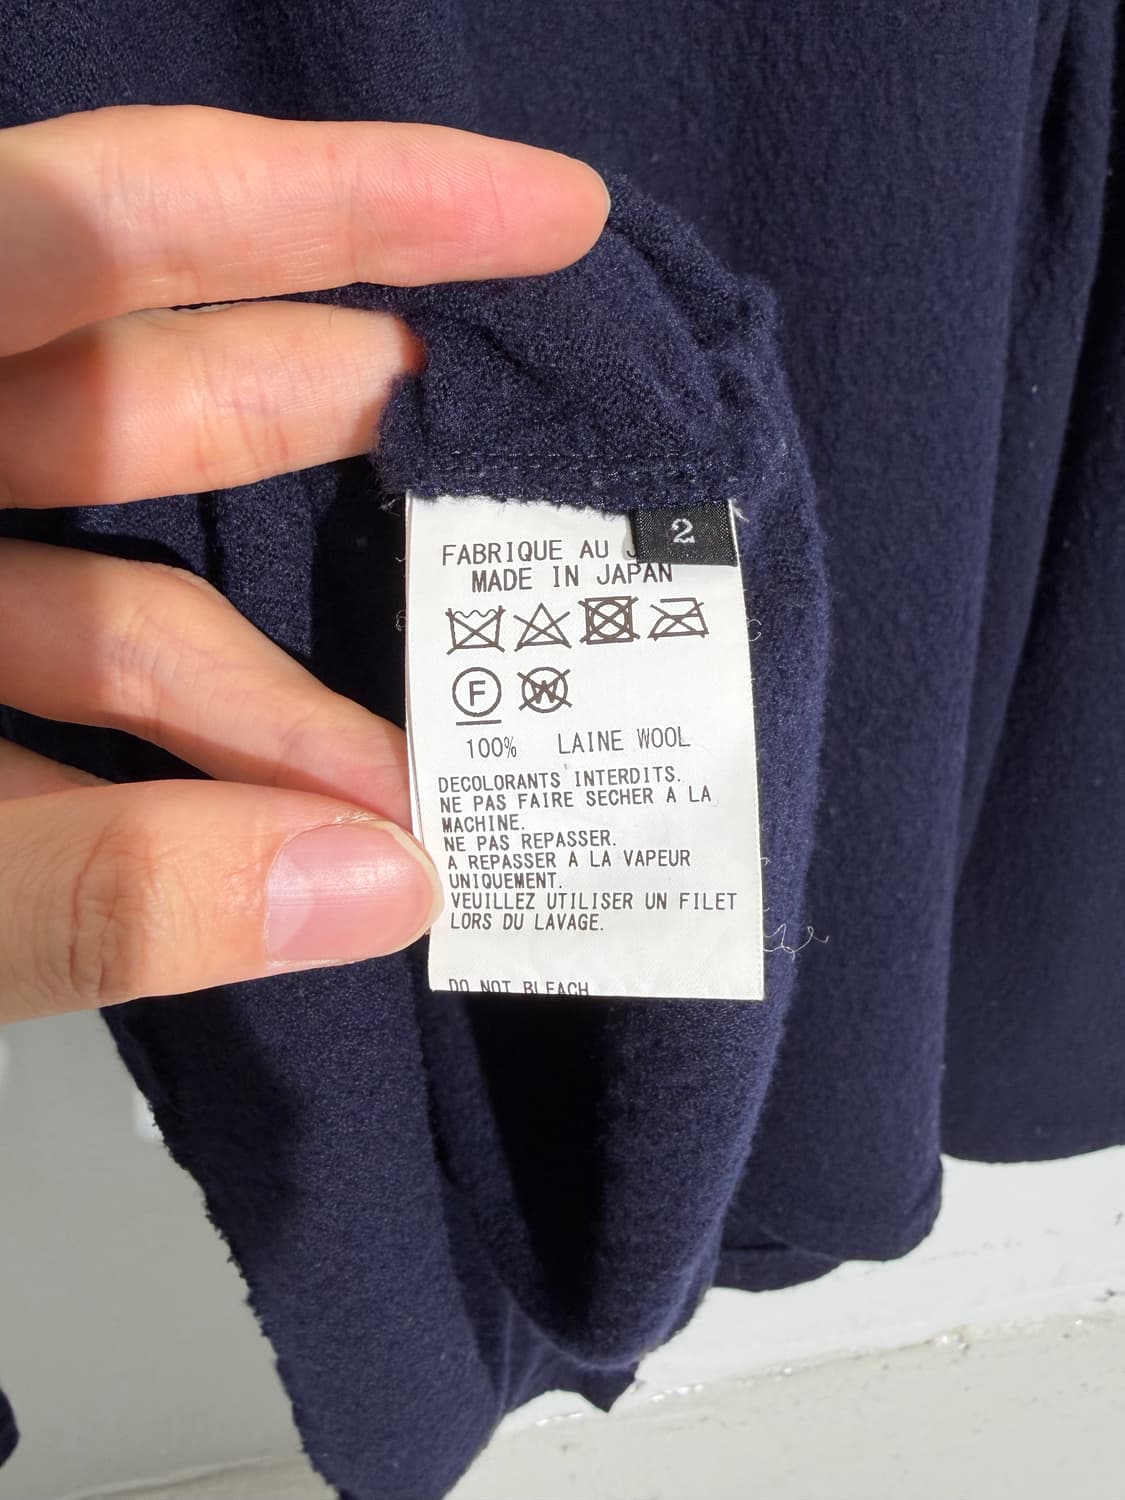 2
FABRIQUE AU
MADE IN JAPAN
F W
100% LAINE WOOL
DECOLORANTS INTERDITS.
NE PAS FAIRE SECHER A LA
MACHINE.
NE PAS REPASSER.
A REPASSER A LA VAPEUR
UNIQUEMENT.
VEUILLEZ UTILISER UN FILET
LORS DU LAVAGE.
DO NOT BLEACH